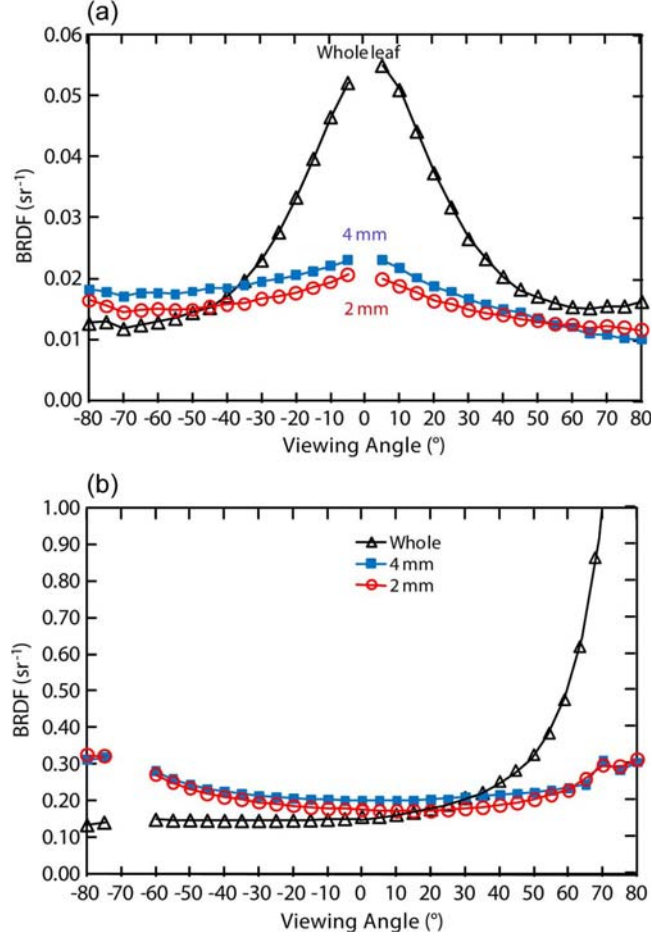 (a)
0.06
0.05
0.04
0.03
0.02
0.01
0.00
BRDF (sr⁻¹)
Whole leaf
4 mm
2 mm
-80 -70 -60 -50 -40 -30 -20 -10 0 10 20 30 40 50 60 70 80
Viewing Angle (°)
(b)
1.00
0.90
0.80
0.70
0.60
0.50
0.40
0.30
0.20
0.10
0.00
BRDF (sr⁻¹)
Whole
4 mm
2 mm
-80 -70 -60 -50 -40 -30 -20 -10 0 10 20 30 40 50 60 70 80
Viewing Angle (°)